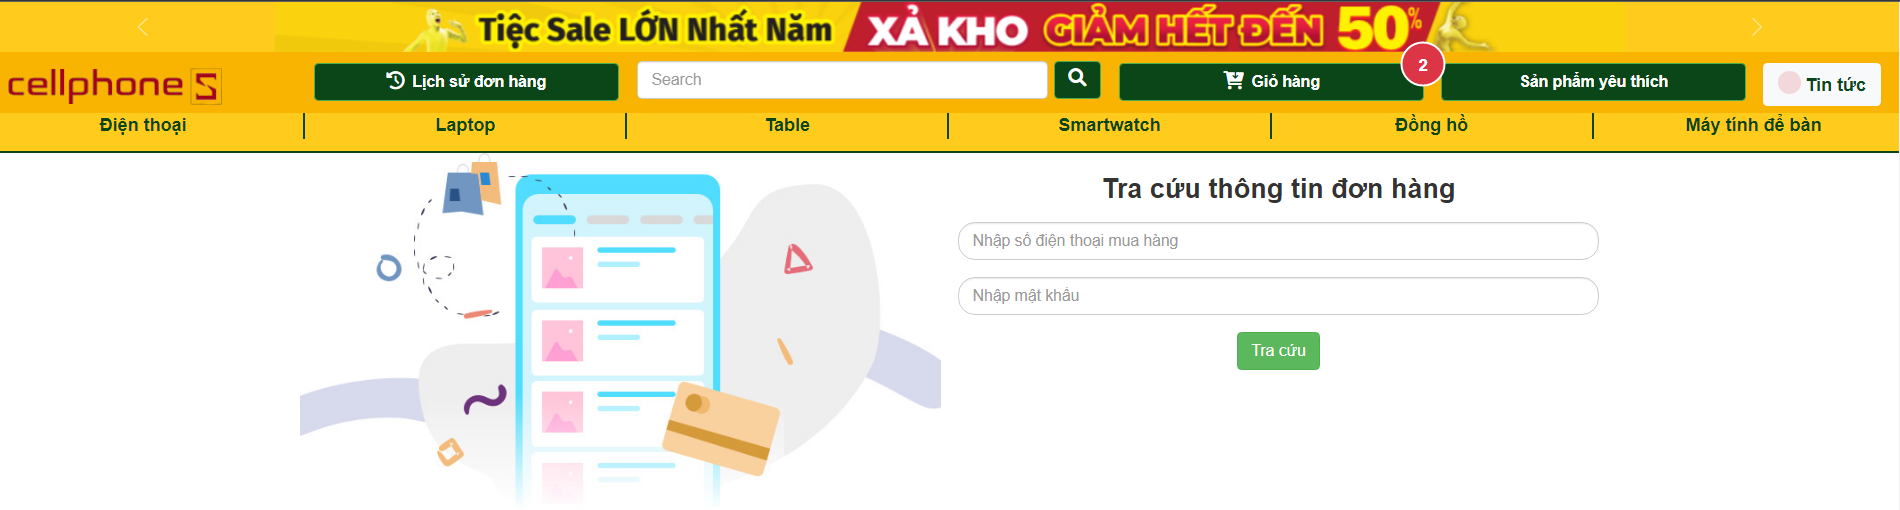 Tiệc Sale LỚN Nhất Năm XẢ KHO GIẢM HẾT ĐẾN 50%
cellphone S
Lịch sử đơn hàng
Search
Giỏ hàng
2
Sản phẩm yêu thích
Tin tức
Điện thoại
Laptop
Table
Smartwatch
Đồng hồ
Máy tính để bàn
Tra cứu thông tin đơn hàng
Nhập số điện thoại mua hàng
Nhập mật khẩu
Tra cứu